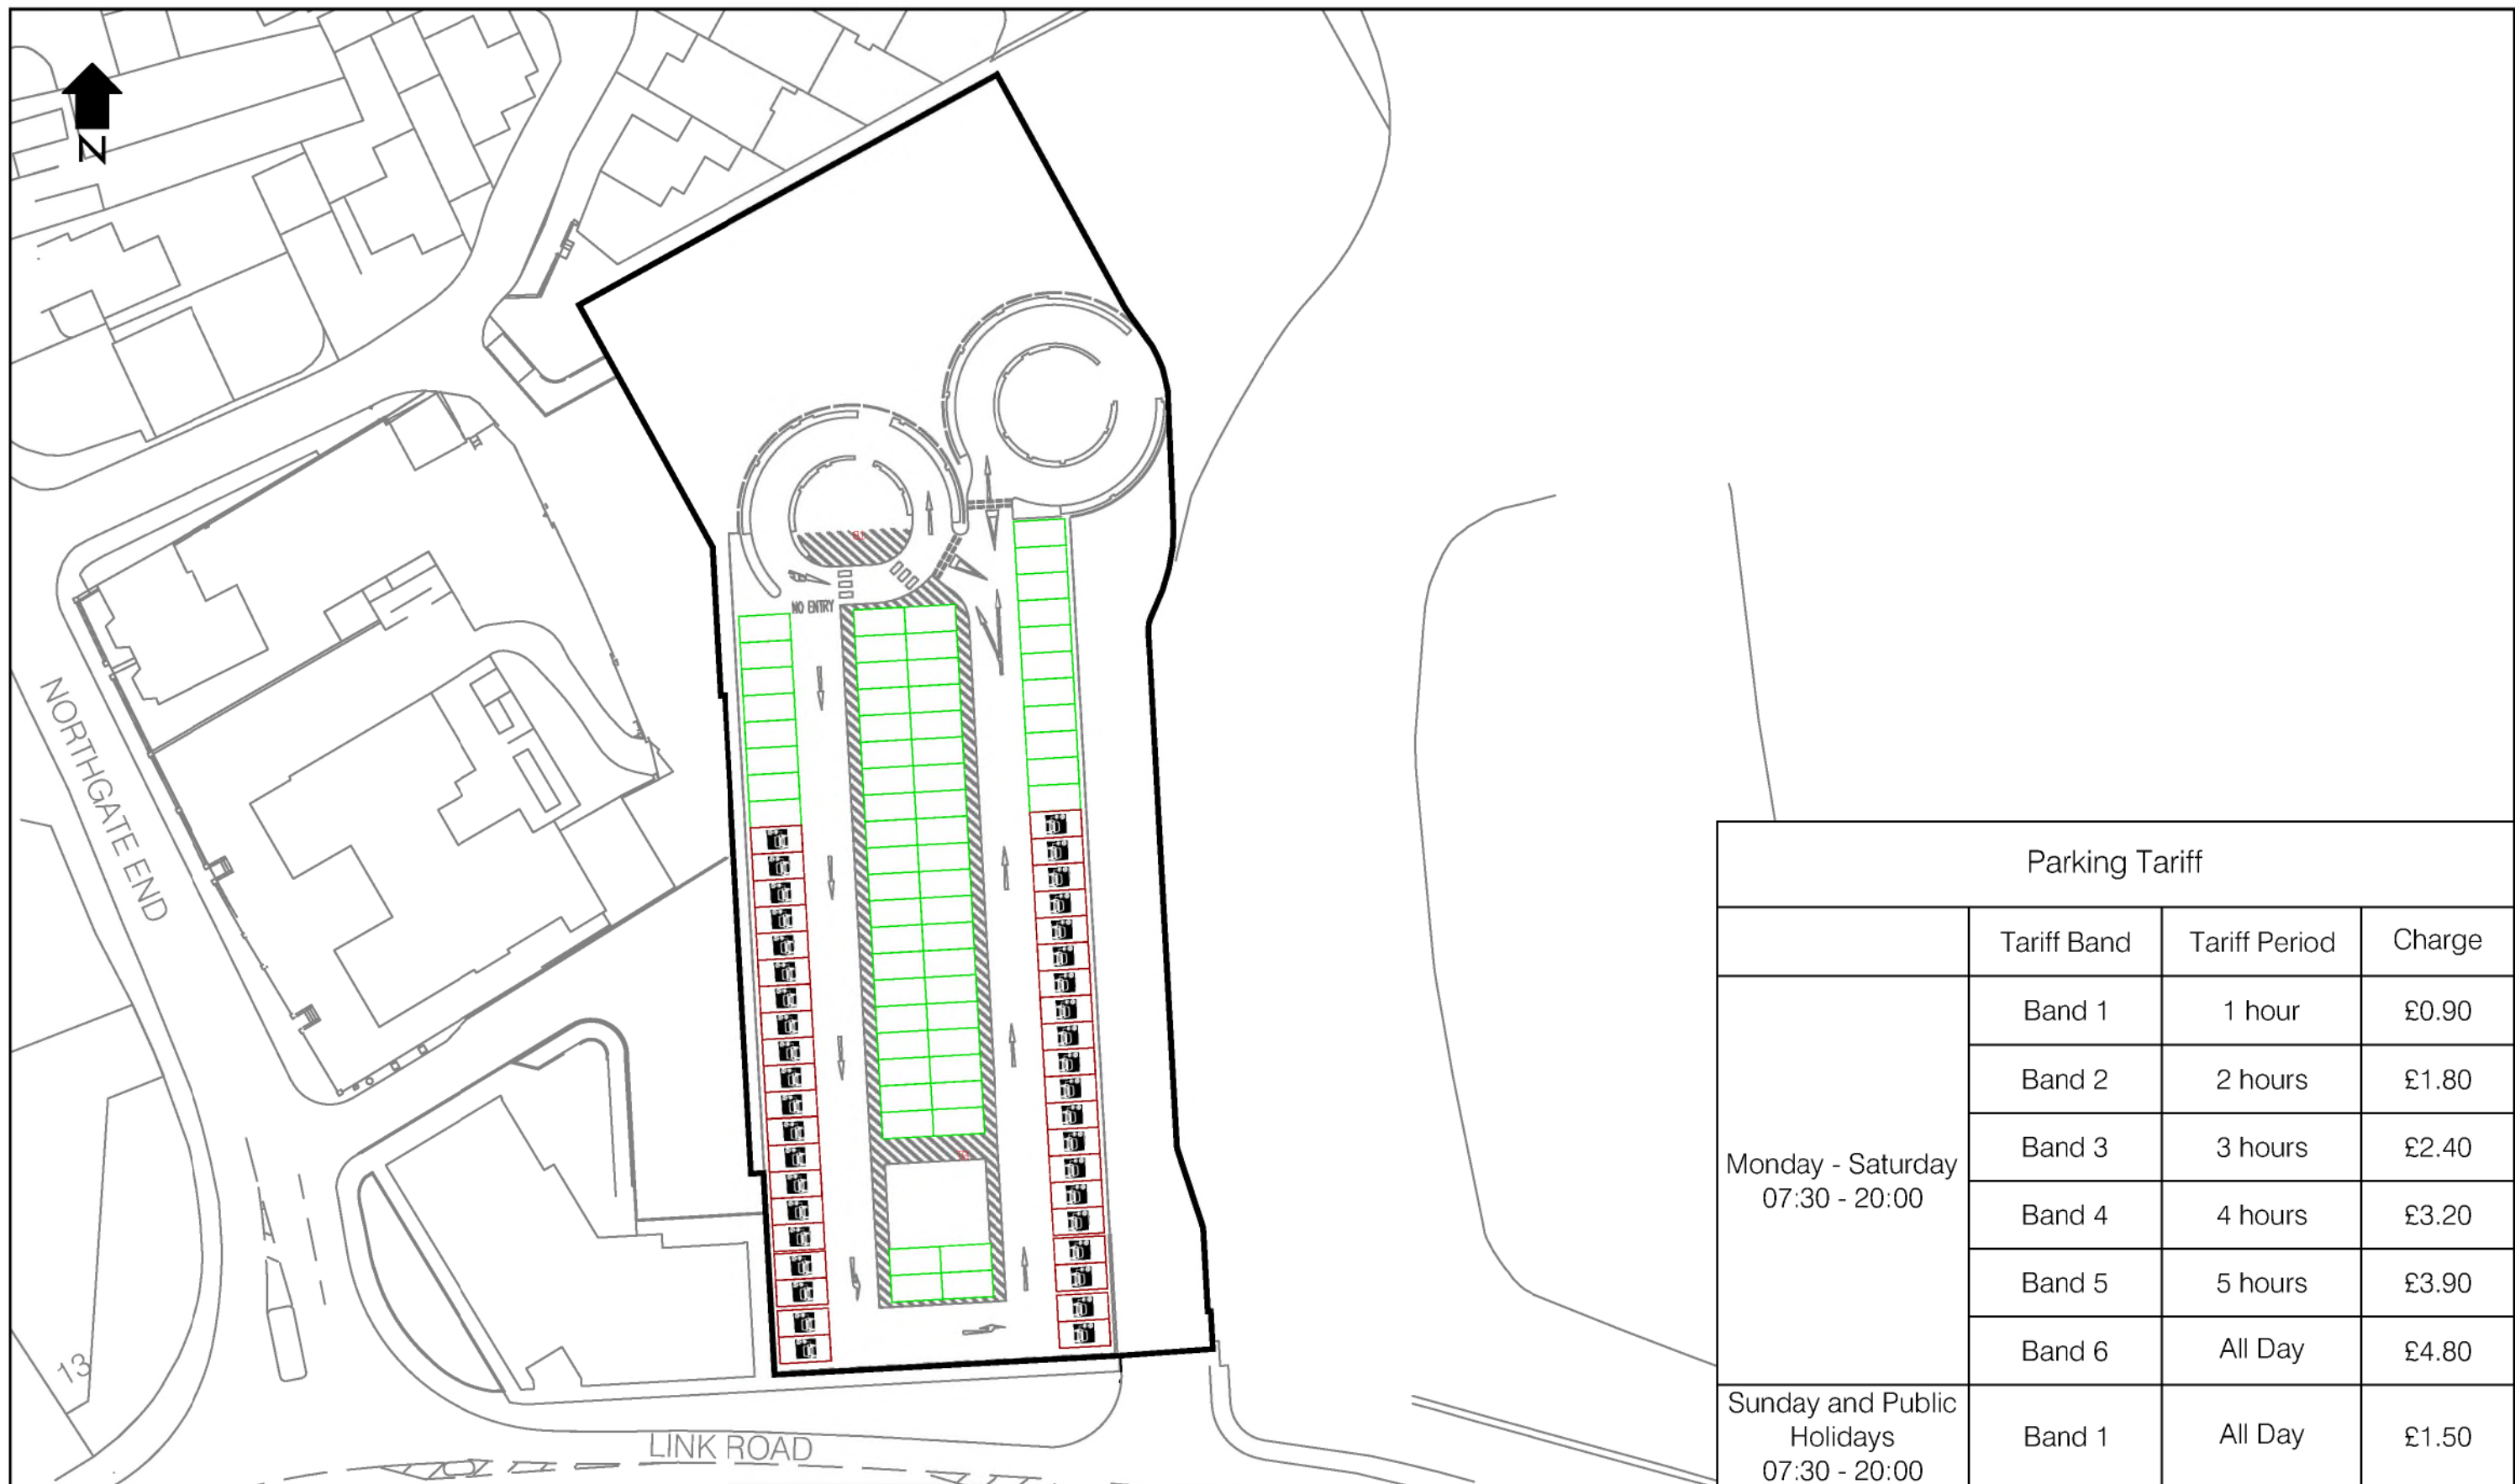 N
NO ENTRY
NORTHGATE END
13
LINK ROAD
Parking Tariff
Tariff Band Tariff Period Charge
Monday - Saturday
07:30 - 20:00
Band 1 1 hour £0.90
Band 2 2 hours £1.80
Band 3 3 hours £2.40
Band 4 4 hours £3.20
Band 5 5 hours £3.90
Band 6 All Day £4.80
Sunday and Public
Holidays
07:30 - 20:00
Band 1 All Day £1.50